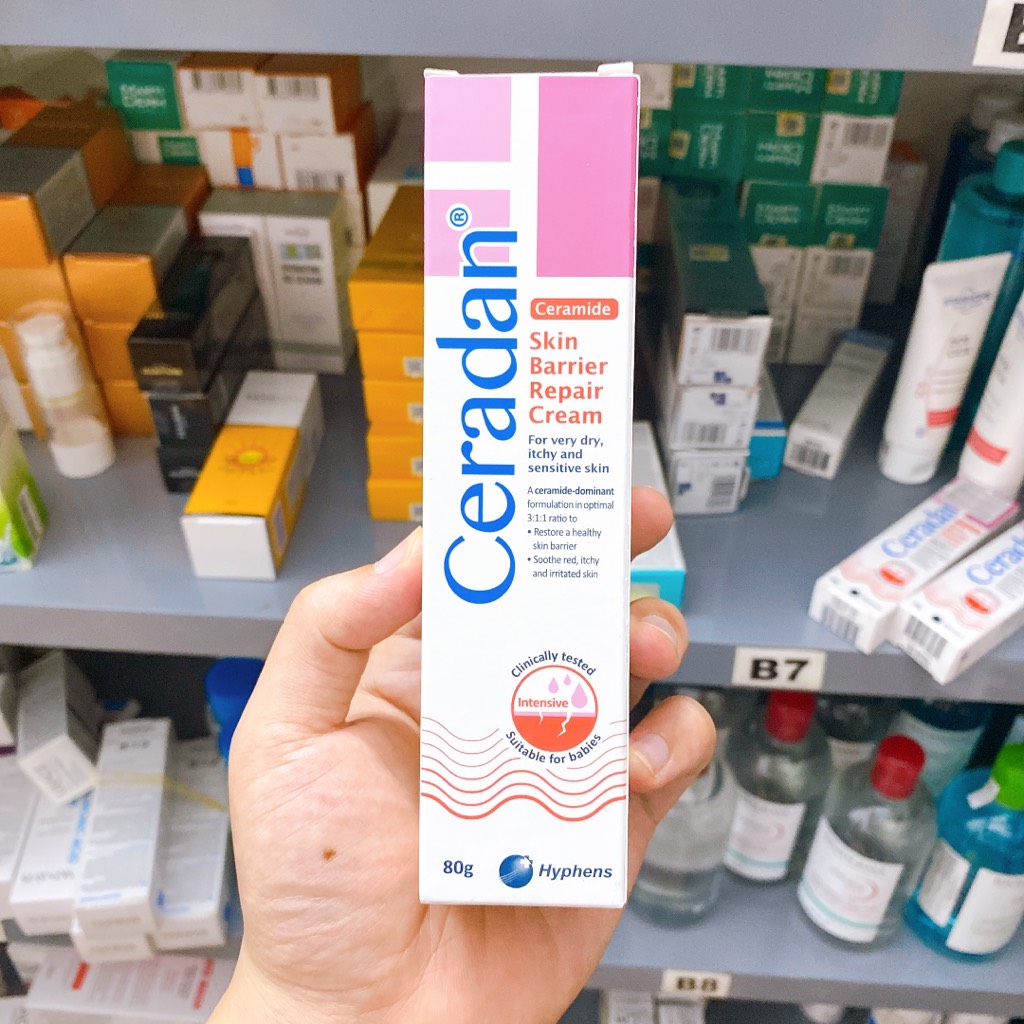 Ceradan®
Ceramide
Skin
Barrier
Repair
Cream
For very dry,
itchy and
sensitive skin
A ceramide-dominant
formulation in optimal
3:1:1 ratio to
• Restore a healthy
skin barrier
• Soothe red, itchy
and irritated skin
Clinically tested
Intensive
Suitable for babies
80g
Hyphens
Ceradan
B7
B8